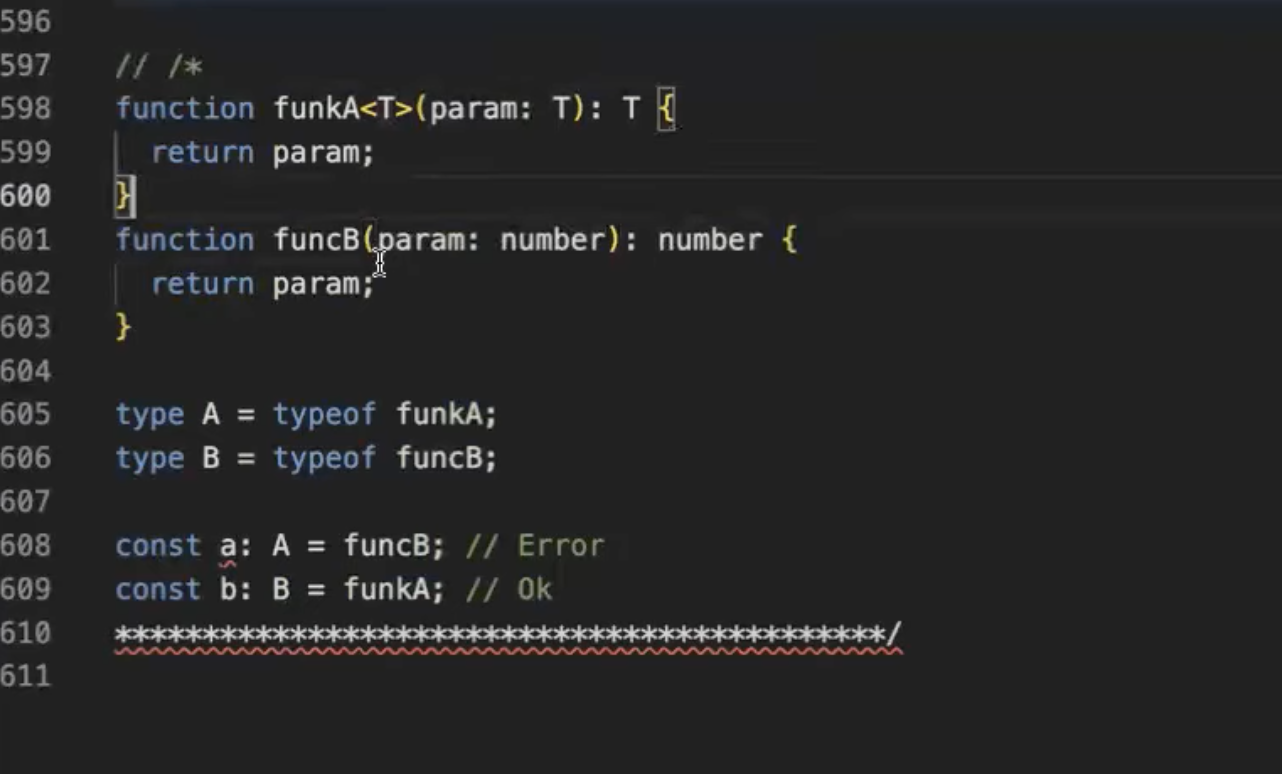 596
597 // /*
598 function funkA<T>(param: T): T {
599 return param;
600 }
601 function funcB(param: number): number {
602 return param;
603 }
604
605 type A = typeof funkA;
606 type B = typeof funcB;
607
608 const a: A = funcB; // Error
609 const b: B = funkA; // Ok
610 ********************************************/
611